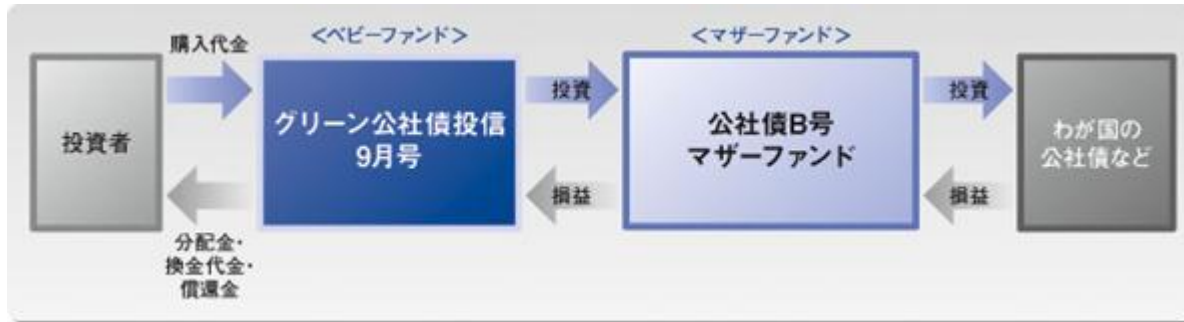 購入代金
<ベビーファンド>
<マザーファンド>
投資者
グリーン公社債投信
9月号
投資
公社債B号
マザーファンド
投資
わが国の
公社債など
損益
損益
分配金・
換金代金・
償還金